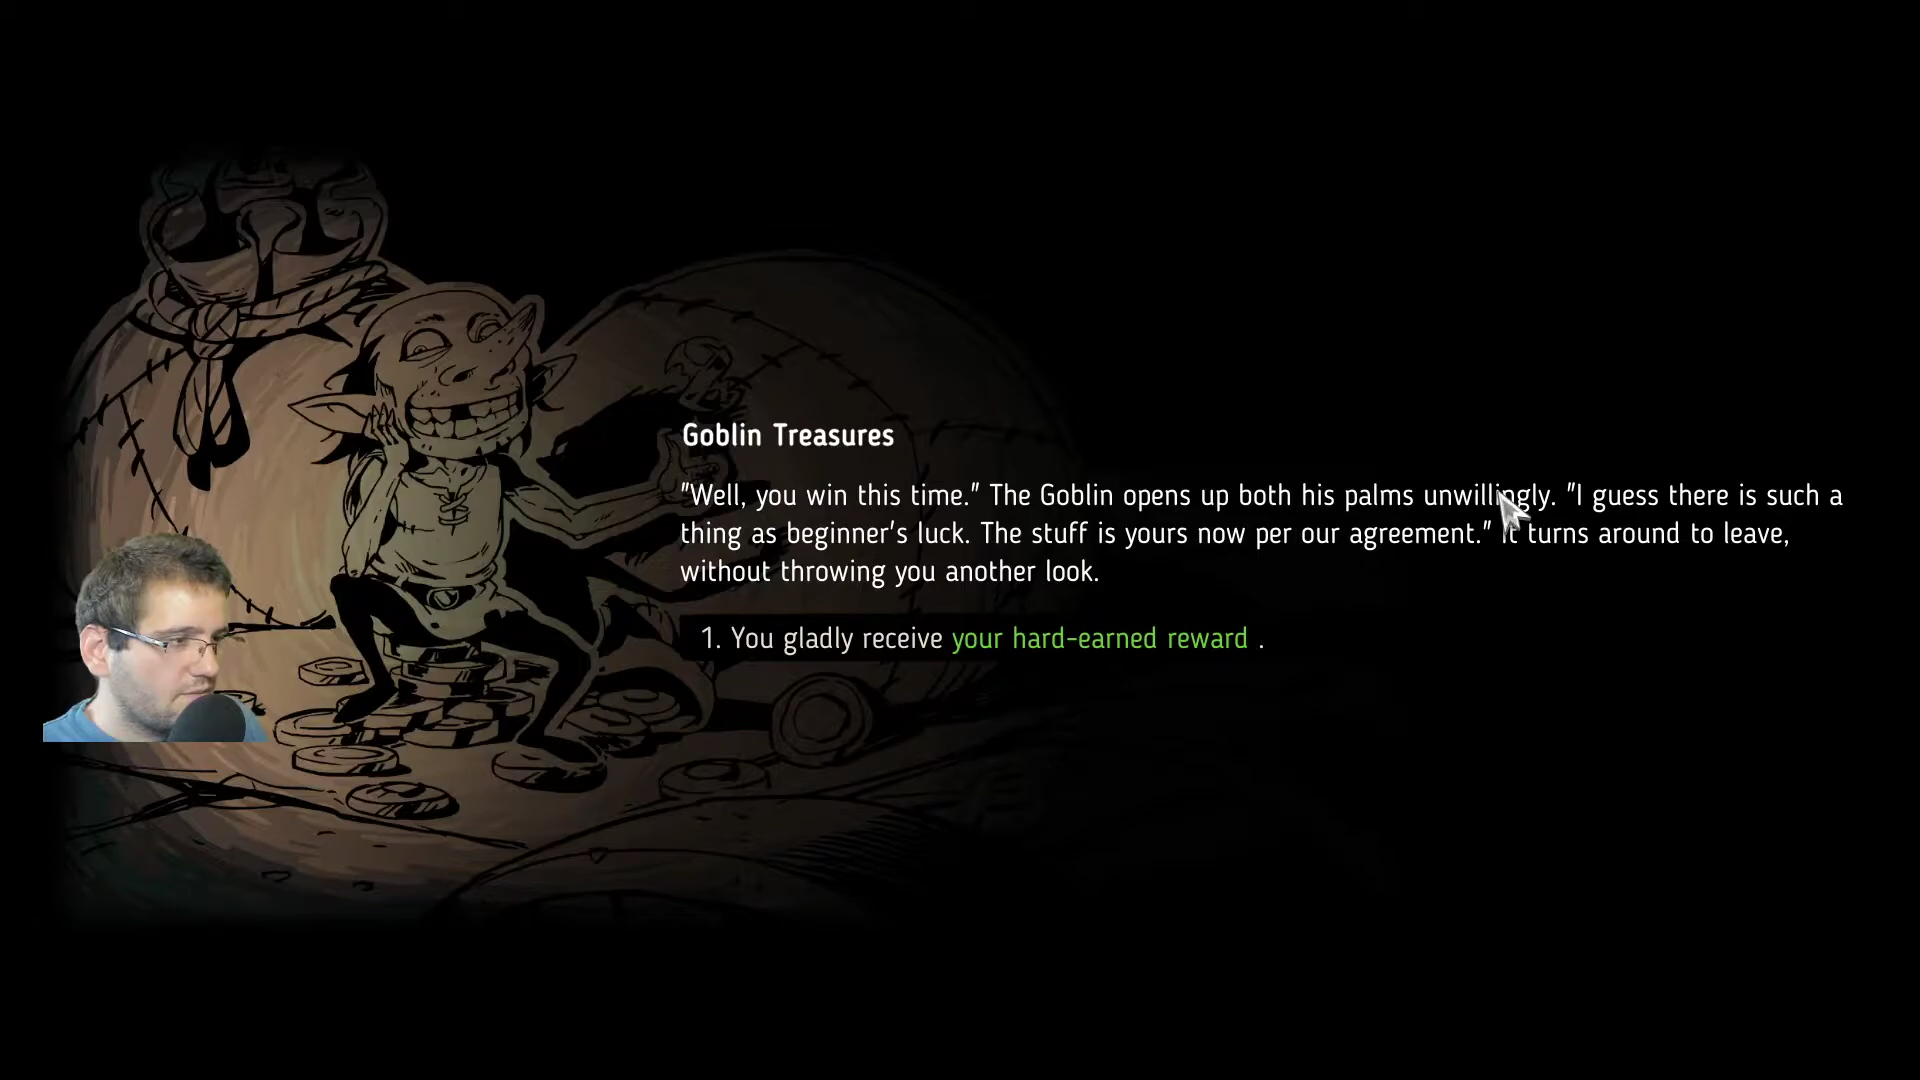 Goblin Treasures
"Well, you win this time." The Goblin opens up both his palms unwillingly. "I guess there is such a
thing as beginner's luck. The stuff is yours now per our agreement." It turns around to leave,
without throwing you another look.
1. You gladly receive your hard-earned reward .